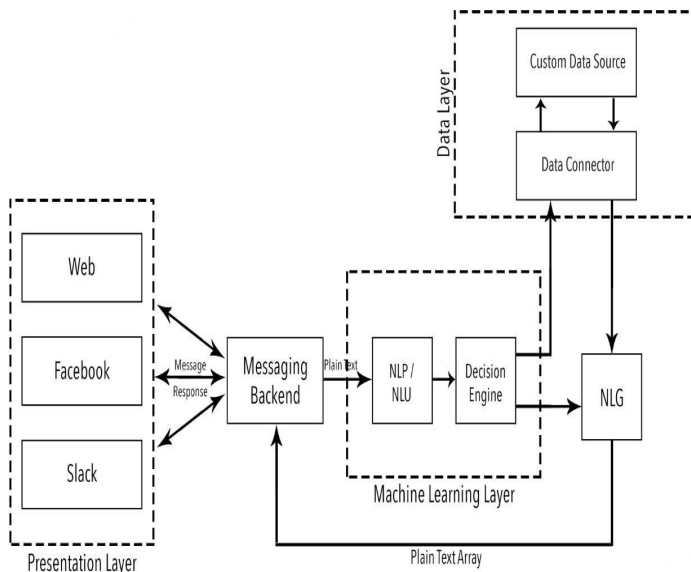 Custom Data Source
Data Layer
Data Connector
Web
Facebook
Slack
Message
Response
Messaging
Backend
Plain Text
NLP /
NLU
Decision
Engine
NLG
Machine Learning Layer
Presentation Layer
Plain Text Array